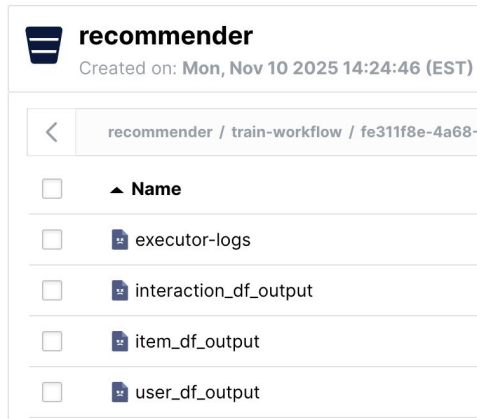 recommender
Created on: Mon, Nov 10 2025 14:24:46 (EST)
recommender / train-workflow / fe311f8e-4a68-
Name
executor-logs
interaction_df_output
item_df_output
user_df_output